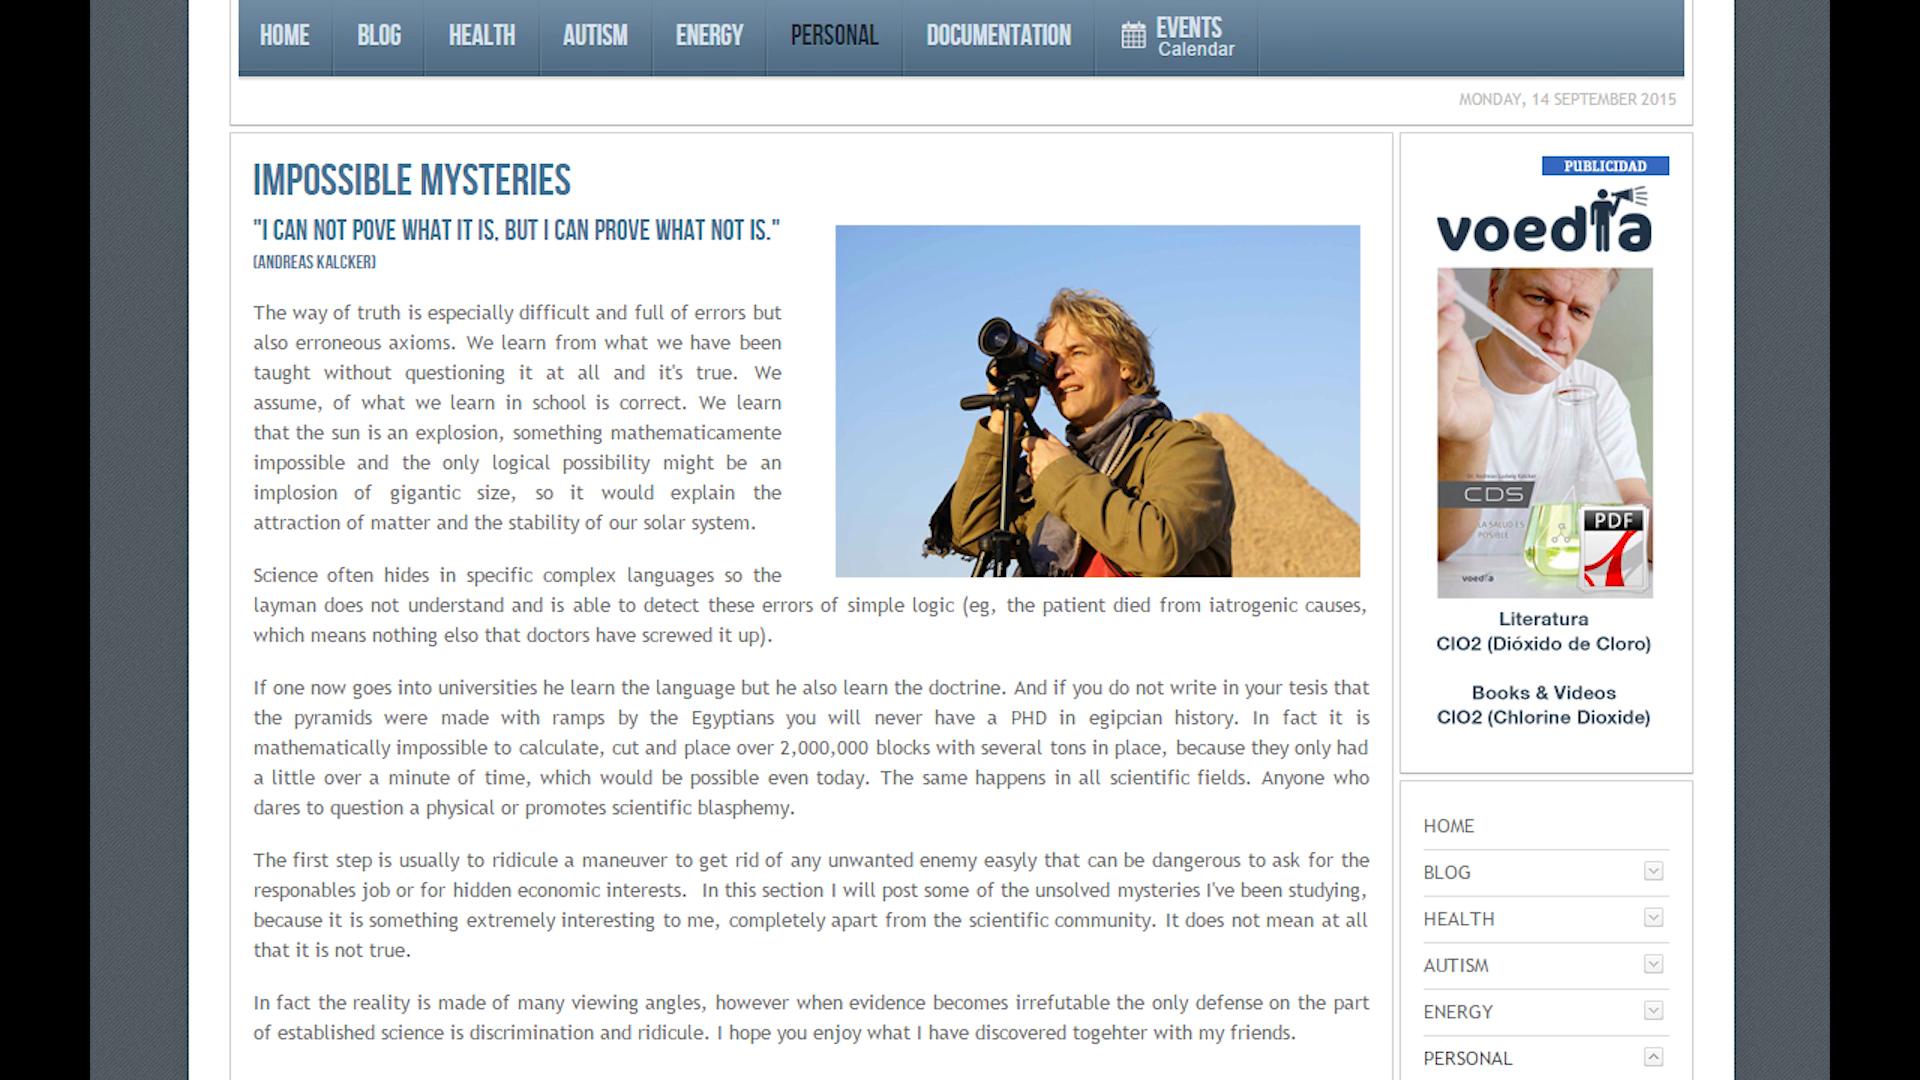 HOME BLOG HEALTH AUTISM ENERGY PERSONAL DOCUMENTATION EVENTS
Calendar
MONDAY, 14 SEPTEMBER 2015
IMPOSSIBLE MYSTERIES
"I CAN NOT POVE WHAT IT IS, BUT I CAN PROVE WHAT NOT IS."
(ANDREAS KALCKER)
The way of truth is especially difficult and full of errors but
also erroneous axioms. We learn from what we have been
taught without questioning it at all and it's true. We
assume, of what we learn in school is correct. We learn
that the sun is an explosion, something mathematicamente
impossible and the only logical possibility might be an
implosion of gigantic size, so it would explain the
attraction of matter and the stability of our solar system.
Science often hides in specific complex languages so the
layman does not understand and is able to detect these errors of simple logic (eg, the patient died from iatrogenic causes,
which means nothing elso that doctors have screwed it up).
If one now goes into universities he learn the language but he also learn the doctrine. And if you do not write in your tesis that
the pyramids were made with ramps by the Egyptians you will never have a PHD in egipcian history. In fact it is
mathematically impossible to calculate, cut and place over 2,000,000 blocks with several tons in place, because they only had
a little over a minute of time, which would be possible even today. The same happens in all scientific fields. Anyone who
dares to question a physical or promotes scientific blasphemy.
The first step is usually to ridicule a maneuver to get rid of any unwanted enemy easyly that can be dangerous to ask for the
responables job or for hidden economic interests. In this section I will post some of the unsolved mysteries I've been studying,
because it is something extremely interesting to me, completely apart from the scientific community. It does not mean at all
that it is not true.
In fact the reality is made of many viewing angles, however when evidence becomes irrefutable the only defense on the part
of established science is discrimination and ridicule. I hope you enjoy what I have discovered togehter with my friends.
PUBLICIDAD
voedia
Dr. Andreas Ludwig Kalcker
CDS
LA SALUD ES
POSIBLE
PDF
voedia
Literatura
ClO2 (Dióxido de Cloro)
Books & Videos
ClO2 (Chlorine Dioxide)
HOME
BLOG
HEALTH
AUTISM
ENERGY
PERSONAL